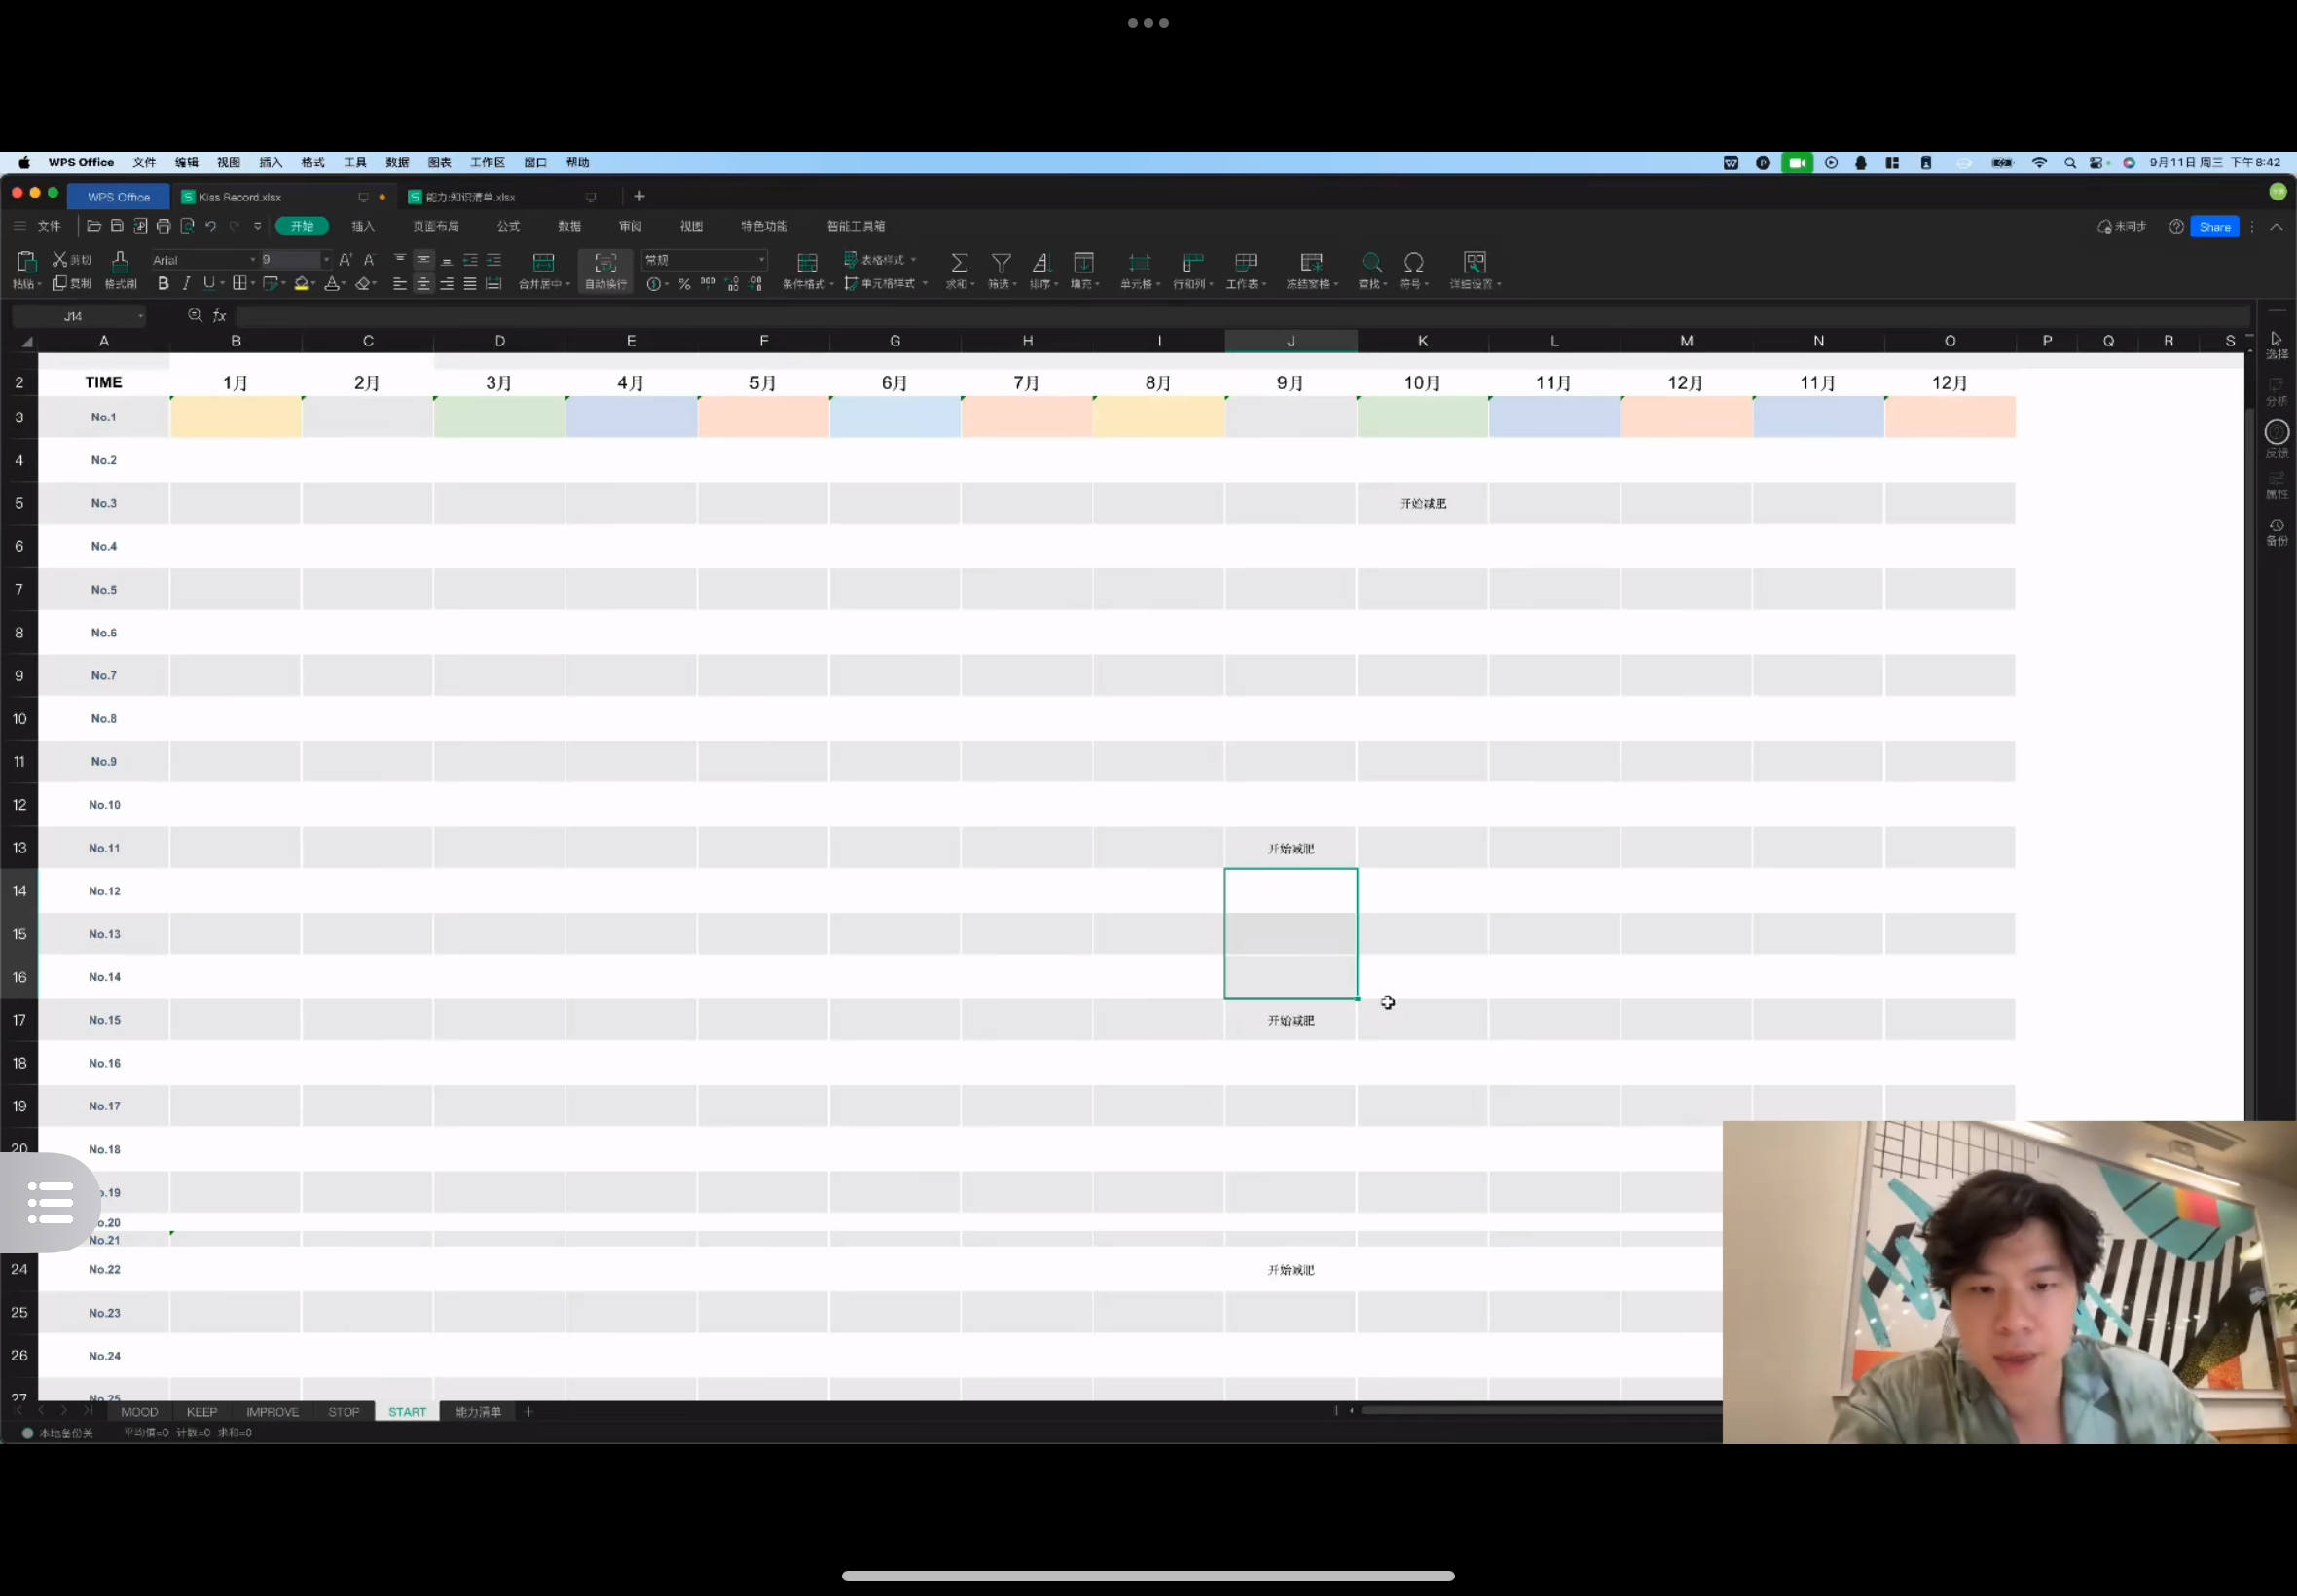 WPS Office 文件 编辑 视图 插入 格式 工具 数据 图表 工作区 窗口 帮助 9月11日 周三 下午8:42
WPS Office Kiss Record.xlsx 能力:知识清单.xlsx
文件 开始 插入 页面布局 公式 数据 审阅 视图 特色功能 智能工具箱 未同步 Share
剪切 Arial 9 常规 表格样式
粘贴 复制 格式刷 合并居中 自动换行 条件格式 单元格样式 求和 筛选 排序 填充 单元格 行和列 工作表 冻结窗格 查找 符号 详细设置
J14 fx
A B C D E F G H I J K L M N O P Q R S
选择
2 TIME 1月 2月 3月 4月 5月 6月 7月 8月 9月 10月 11月 12月 11月 12月
分析
3 No.1
反馈
4 No.2
属性
5 No.3 开始减肥
备份
6 No.4
7 No.5
8 No.6
9 No.7
10 No.8
11 No.9
12 No.10
13 No.11 开始减肥
14 No.12
15 No.13
16 No.14
17 No.15 开始减肥
18 No.16
19 No.17
20 No.18
.19
o.20
No.21
24 No.22 开始减肥
25 No.23
26 No.24
27 No.25
MOOD KEEP IMPROVE STOP START 能力清单
本地备份关 平均值=0 计数=0 求和=0